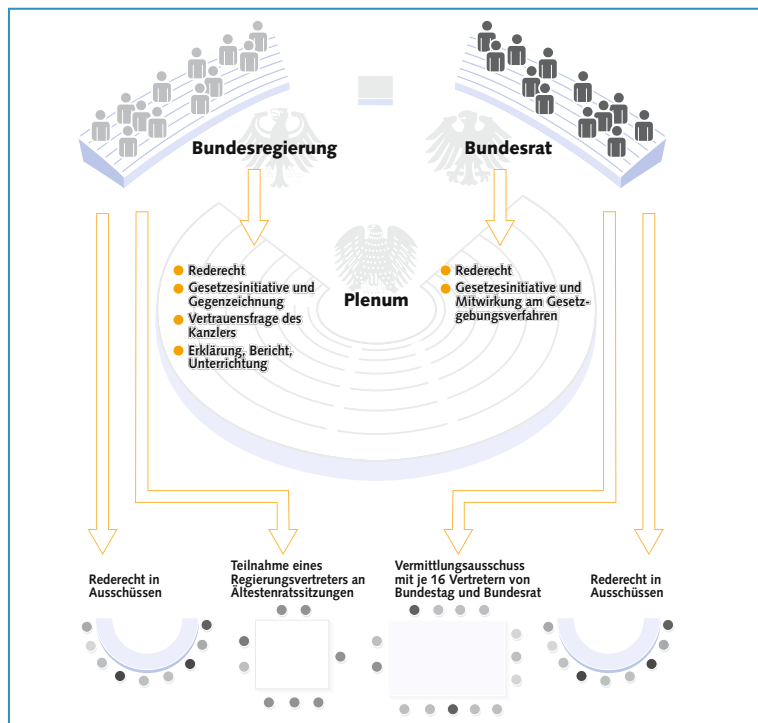 Bundesregierung
Bundesrat
Plenum
Rederecht
Gesetzesinitiative und
Gegenzeichnung
Vertrauensfrage des
Kanzlers
Erklärung, Bericht,
Unterrichtung
Rederecht
Gesetzesinitiative und
Mitwirkung am Gesetz-
gebungsverfahren
Rederecht in
Ausschüssen
Teilnahme eines
Regierungsvertreters an
Ältestenratssitzungen
Vermittlungsausschuss
mit je 16 Vertretern von
Bundestag und Bundesrat
Rederecht in
Ausschüssen